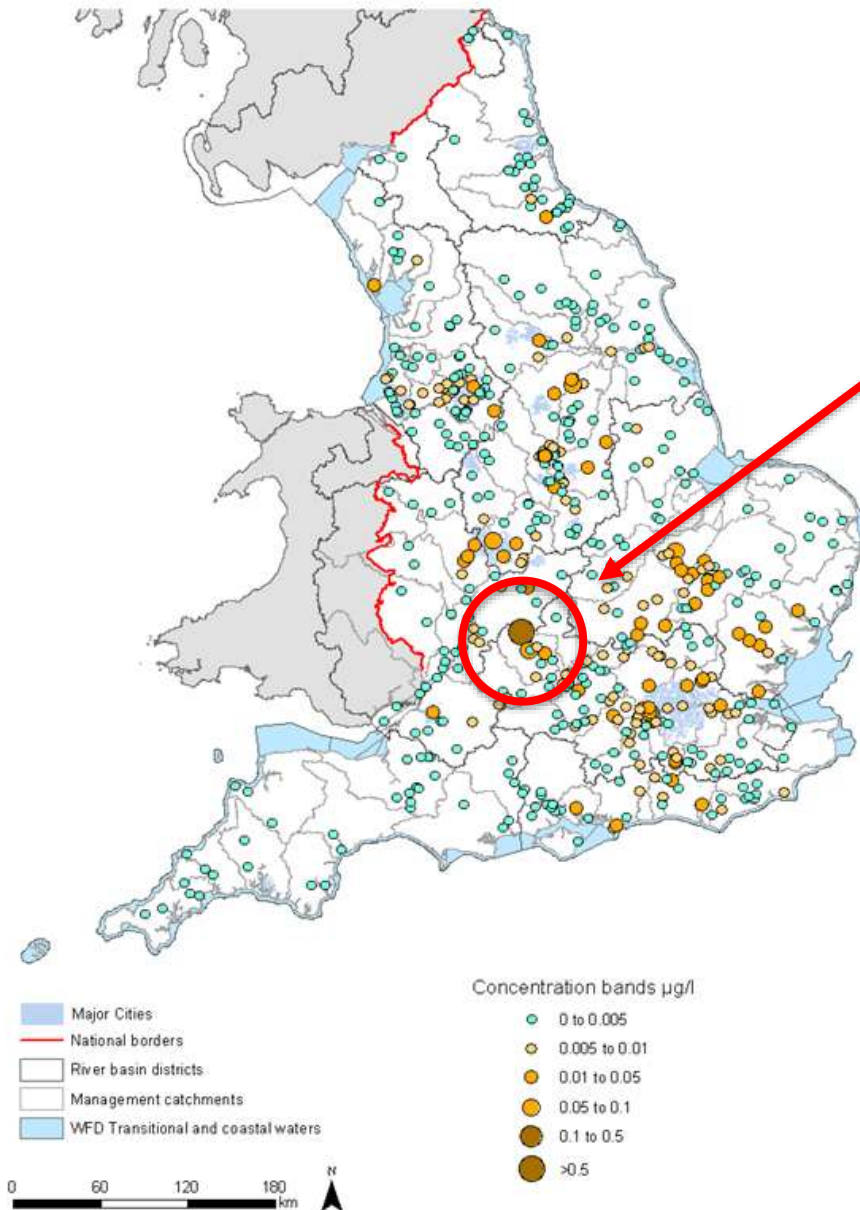 Major Cities
National borders
River basin districts
Management catchments
WFD Transitional and coastal waters
0 60 120 180
km
N
Concentration bands µg/l
0 to 0.005
0.005 to 0.01
0.01 to 0.05
0.05 to 0.1
0.1 to 0.5
>0.5